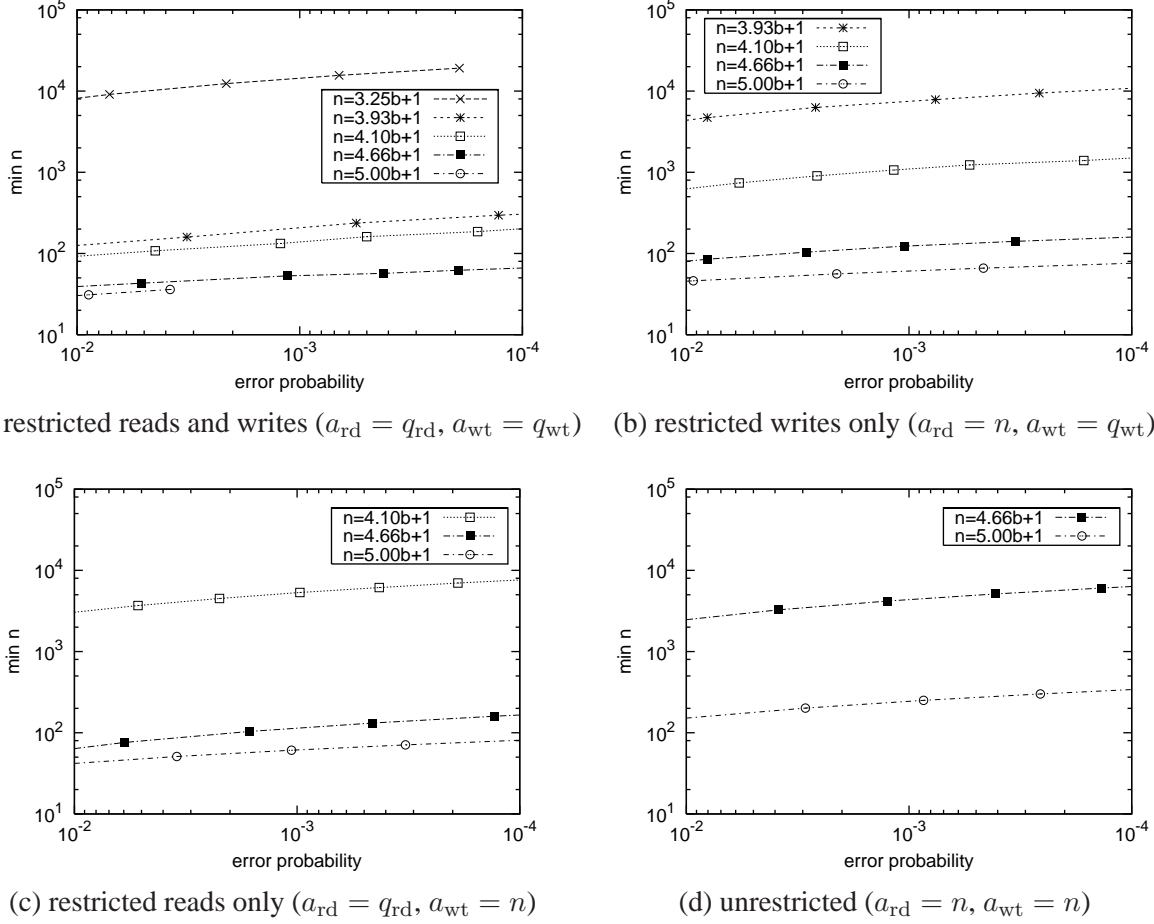 10^5
10^4
10^3
10^2
10^1
min n
n=3.25b+1
n=3.93b+1
n=4.10b+1
n=4.66b+1
n=5.00b+1
10^-2 10^-3 10^-4
error probability
restricted reads and writes (a_rd = q_rd, a_wt = q_wt)
10^5
10^4
10^3
10^2
10^1
min n
n=3.93b+1
n=4.10b+1
n=4.66b+1
n=5.00b+1
10^-2 10^-3 10^-4
error probability
(b) restricted writes only (a_rd = n, a_wt = q_wt)
10^5
10^4
10^3
10^2
10^1
min n
n=4.10b+1
n=4.66b+1
n=5.00b+1
10^-2 10^-3 10^-4
error probability
(c) restricted reads only (a_rd = q_rd, a_wt = n)
10^5
10^4
10^3
10^2
10^1
min n
n=4.66b+1
n=5.00b+1
10^-2 10^-3 10^-4
error probability
(d) unrestricted (a_rd = n, a_wt = n)